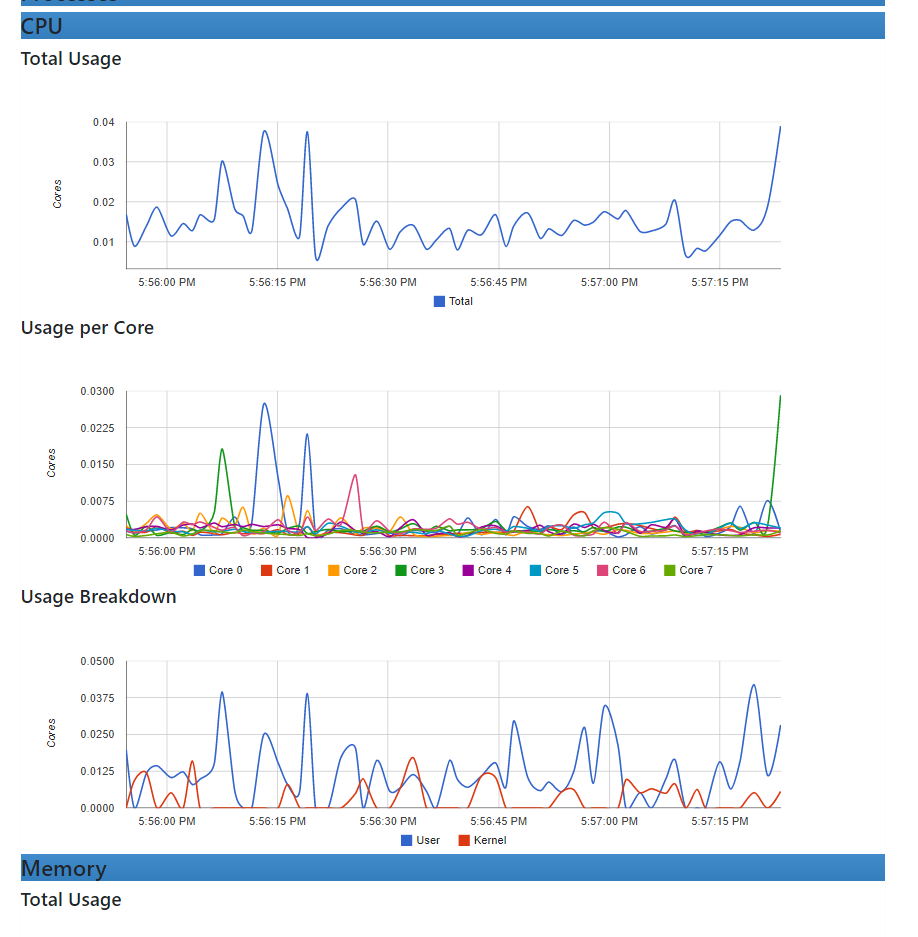 Processes
CPU
Total Usage
0.04
0.03
0.02
0.01
Cores
5:56:00 PM 5:56:15 PM 5:56:30 PM 5:56:45 PM 5:57:00 PM 5:57:15 PM
Total
Usage per Core
0.0300
0.0225
0.0150
0.0075
0.0000
Cores
5:56:00 PM 5:56:15 PM 5:56:30 PM 5:56:45 PM 5:57:00 PM 5:57:15 PM
Core 0 Core 1 Core 2 Core 3 Core 4 Core 5 Core 6 Core 7
Usage Breakdown
0.0500
0.0375
0.0250
0.0125
0.0000
Cores
5:56:00 PM 5:56:15 PM 5:56:30 PM 5:56:45 PM 5:57:00 PM 5:57:15 PM
User Kernel
Memory
Total Usage